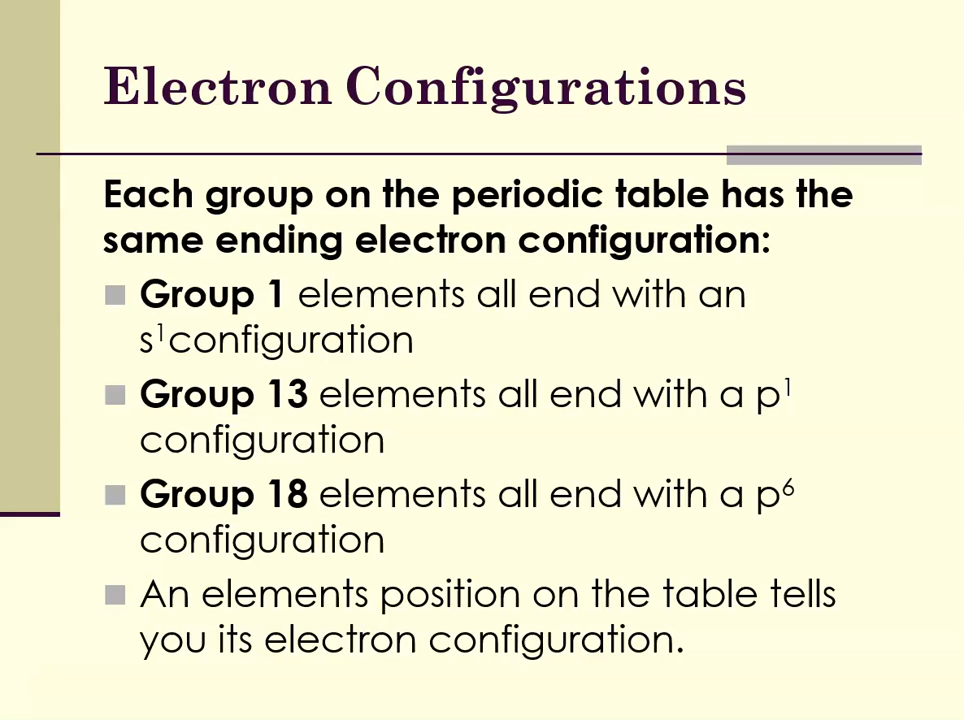 Electron Configurations
Each group on the periodic table has the
same ending electron configuration:
Group 1 elements all end with an
s¹configuration
Group 13 elements all end with a p¹
configuration
Group 18 elements all end with a p⁶
configuration
An elements position on the table tells
you its electron configuration.